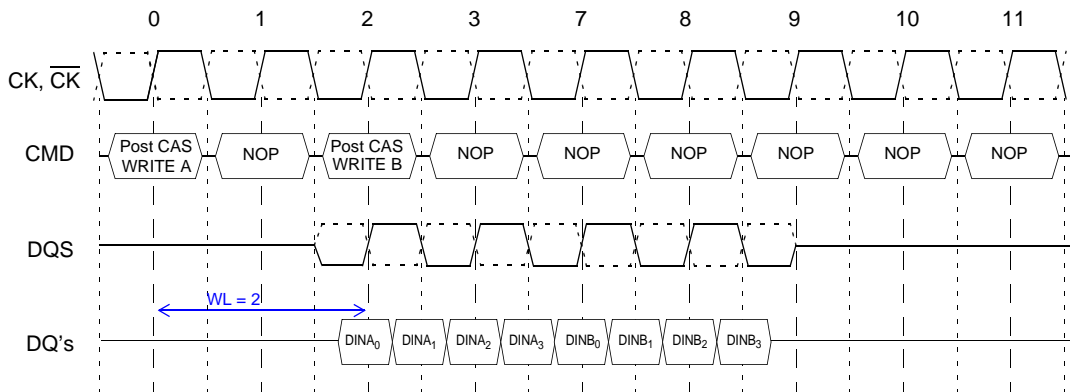 0 1 2 3 7 8 9 10 11
CK, CK
CMD
Post CAS
WRITE A
NOP
Post CAS
WRITE B
NOP
NOP
NOP
NOP
NOP
NOP
DQS
WL = 2
DQ's
DINA₀ DINA₁ DINA₂ DINA₃ DINB₀ DINB₁ DINB₂ DINB₃